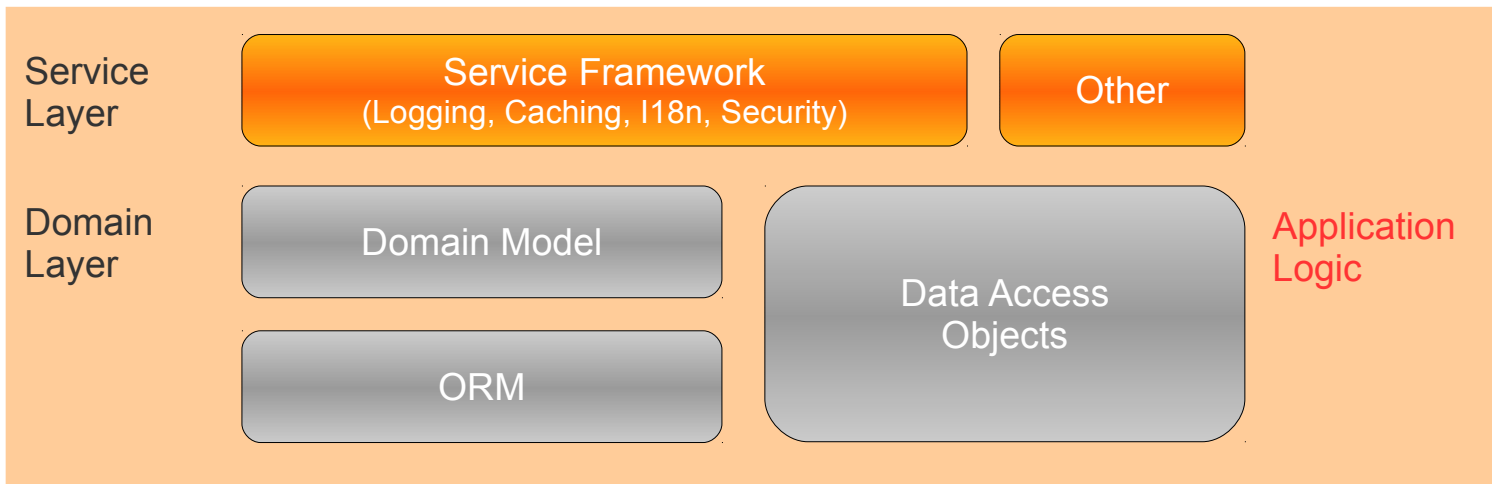 Service
Layer
Service Framework
(Logging, Caching, I18n, Security)
Other
Domain
Layer
Domain Model
Data Access
Objects
Application
Logic
ORM